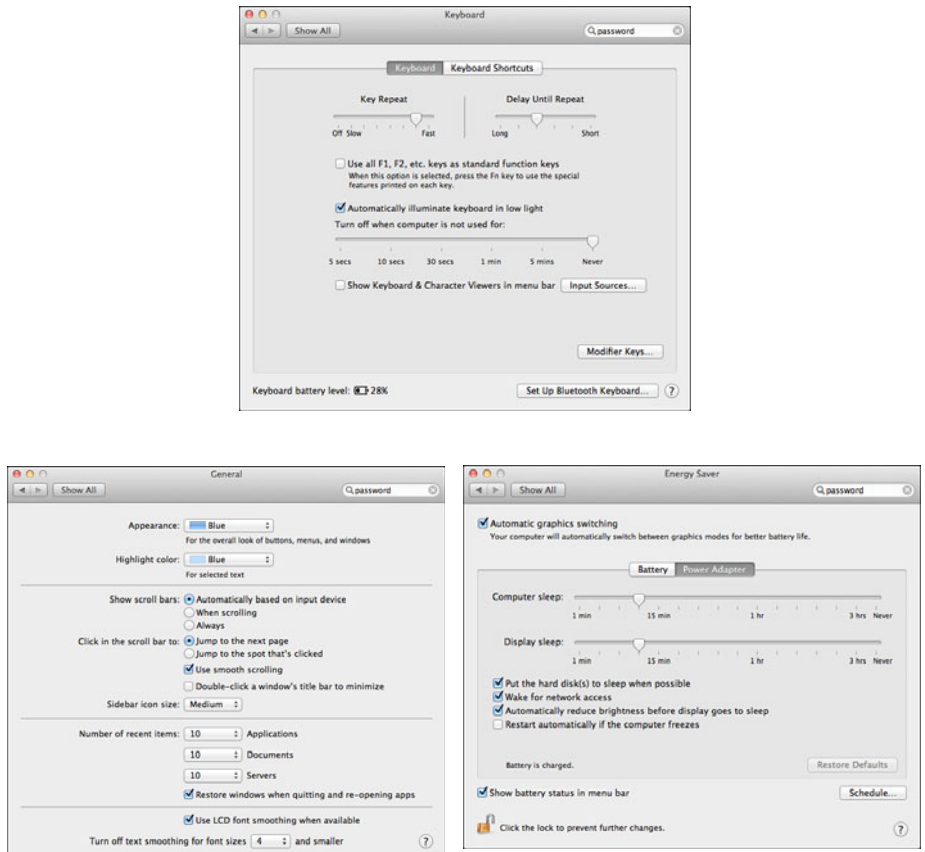 Keyboard
Show All
password
Keyboard Keyboard Shortcuts
Key Repeat Delay Until Repeat
Off Slow Fast Long Short
Use all F1, F2, etc. keys as standard function keys
When this option is selected, press the Fn key to use the special
features printed on each key.
Automatically illuminate keyboard in low light
Turn off when computer is not used for:
5 secs 10 secs 30 secs 1 min 5 mins Never
Show Keyboard & Character Viewers in menu bar Input Sources...
Modifier Keys...
Keyboard battery level: 28% Set Up Bluetooth Keyboard... ?
General
Show All password
Appearance: Blue
For the overall look of buttons, menus, and windows
Highlight color: Blue
For selected text
Show scroll bars: Automatically based on input device
When scrolling
Always
Click in the scroll bar to: Jump to the next page
Jump to the spot that's clicked
Use smooth scrolling
Double-click a window's title bar to minimize
Sidebar icon size: Medium
Number of recent items: 10 Applications
10 Documents
10 Servers
Restore windows when quitting and re-opening apps
Use LCD font smoothing when available
Turn off text smoothing for font sizes 4 and smaller ?
Energy Saver
Show All password
Automatic graphics switching
Your computer will automatically switch between graphics modes for better battery life.
Battery Power Adapter
Computer sleep:
1 min 15 min 1 hr 3 hrs Never
Display sleep:
1 min 15 min 1 hr 3 hrs Never
Put the hard disk(s) to sleep when possible
Wake for network access
Automatically reduce brightness before display goes to sleep
Restart automatically if the computer freezes
Battery is charged. Restore Defaults
Show battery status in menu bar Schedule...
Click the lock to prevent further changes. ?